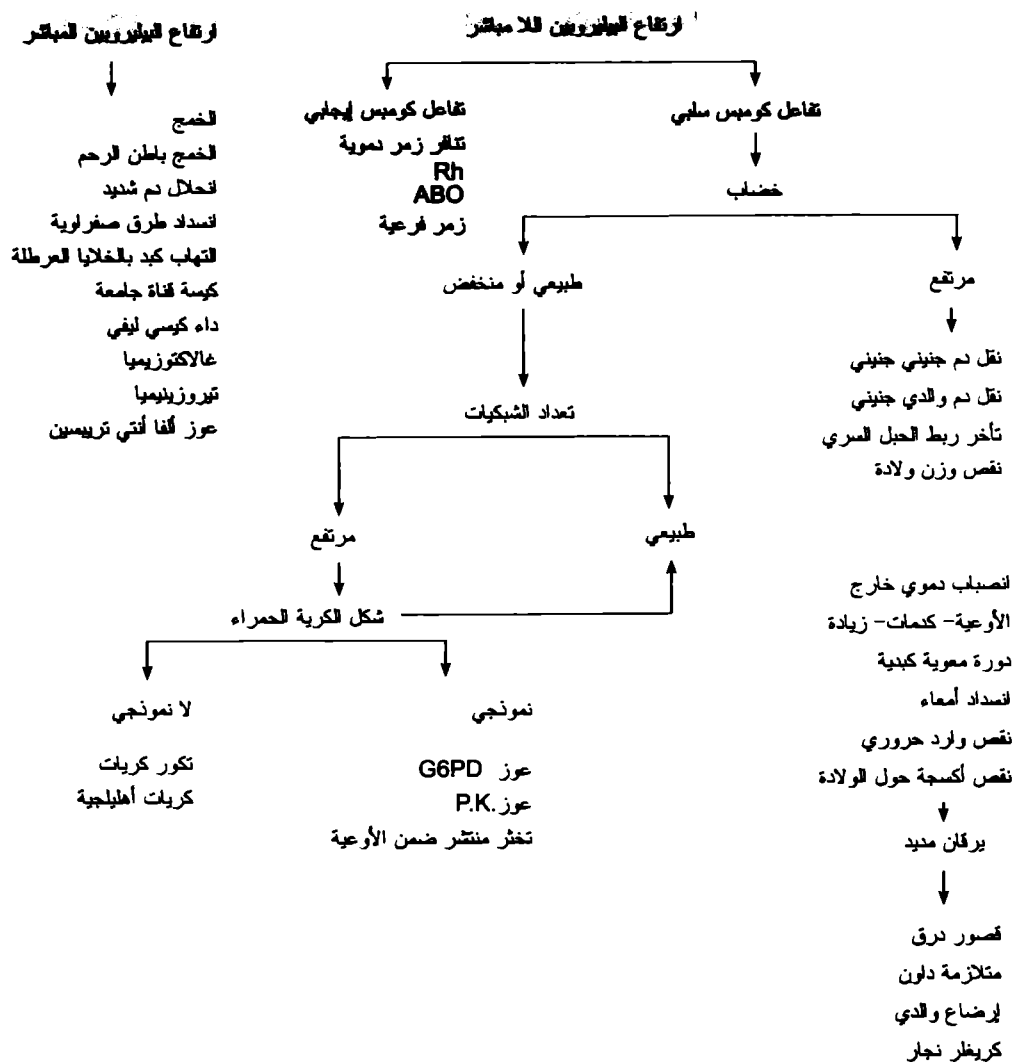 ارتفاع البيليروبين اللا مباشر
ارتفاع البيليروبين المباشر
تفاعل كومبس سلبي
تفاعل كومبس إيجابي
تنافر زمر دموية
Rh
ABO
زمر فرعية
خضاب
مرتفع
طبيعي أو منخفض
نقل دم جنيني جنيني
نقل دم والدي جنيني
تأخر ربط الحبل السري
نقص وزن ولادة
تعداد الشبكيات
طبيعي
مرتفع
شكل الكرية الحمراء
نموذجي
لا نموذجي
عوز G6PD
عوز P.K.
تخثر منتشر ضمن الأوعية
تكور كريات
كريات أهليلجية
انصباب دموي خارج
الأوعية- كدمات- زيادة
دورة معوية كبدية
انسداد أمعاء
نقص وارد حروري
نقص أكسجة حول الولادة
يرقان مديد
قصور درق
متلازمة داون
إرضاع والدي
كريغلر نجار
الخمج
الخمج باطن الرحم
انحلال دم شديد
انسداد طرق صفراوية
التهاب كبد بالخلايا العرطلة
كيسة قناة جامعة
داء كيسي ليفي
غالاكتوزيميا
تيروزينيميا
عوز ألفا أنتي تريبسين